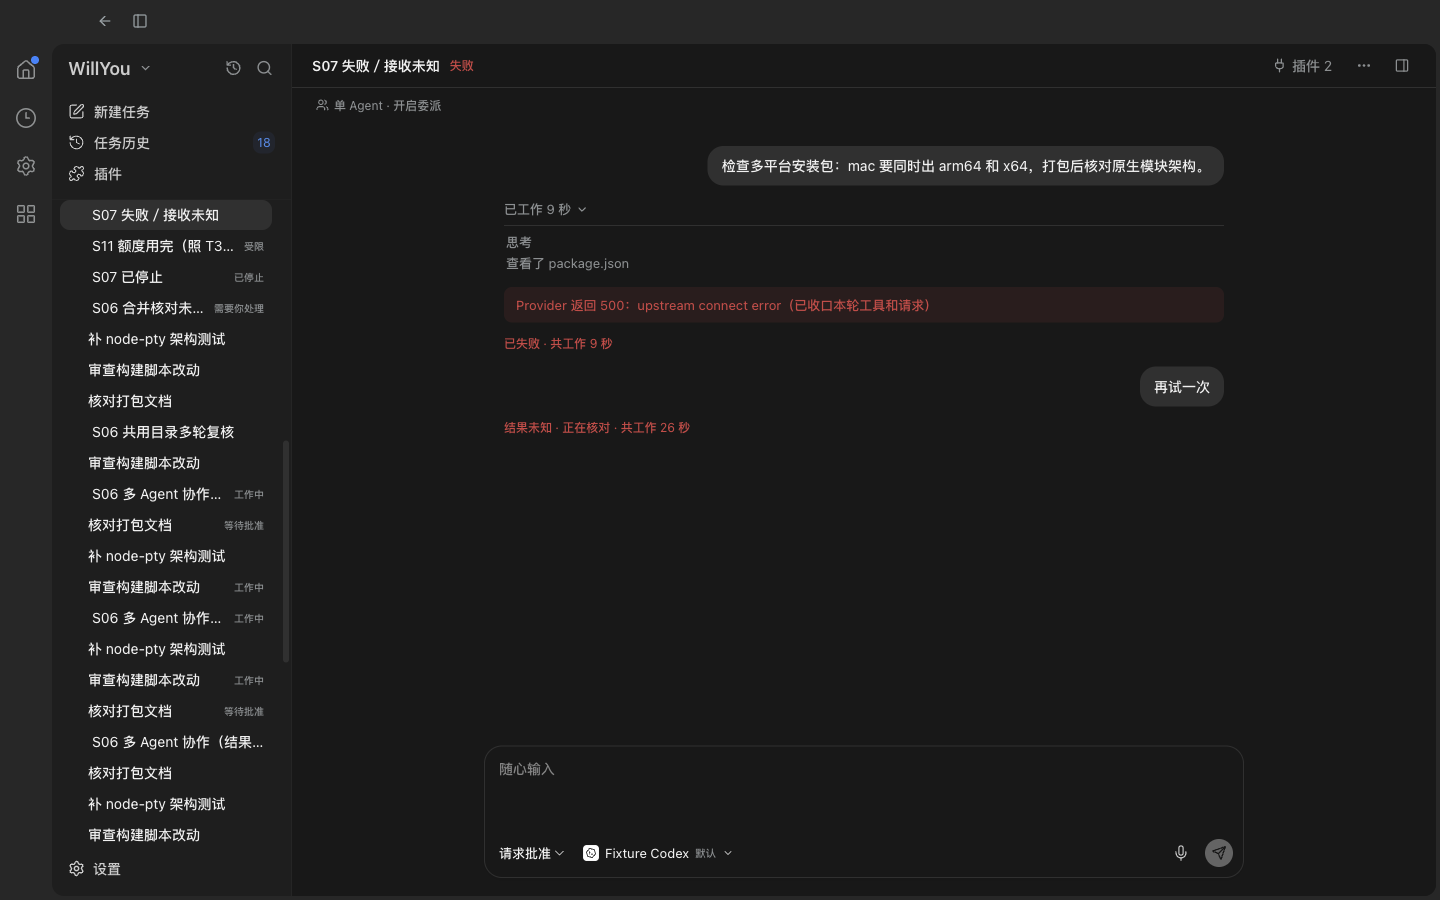 WillYou
新建任务
任务历史 18
插件
S07 失败 / 接收未知
S11 额度用完（照 T3... 受限
S07 已停止 已停止
S06 合并核对未... 需要你处理
补 node-pty 架构测试
审查构建脚本改动
核对打包文档
S06 共用目录多轮复核
审查构建脚本改动
S06 多 Agent 协作... 工作中
核对打包文档 等待批准
补 node-pty 架构测试
审查构建脚本改动 工作中
S06 多 Agent 协作... 工作中
补 node-pty 架构测试
审查构建脚本改动 工作中
核对打包文档 等待批准
S06 多 Agent 协作（结果...
核对打包文档
补 node-pty 架构测试
审查构建脚本改动
设置
S07 失败 / 接收未知 失败
插件 2
单 Agent · 开启委派
检查多平台安装包：mac 要同时出 arm64 和 x64，打包后核对原生模块架构。
已工作 9 秒
思考
查看了 package.json
Provider 返回 500：upstream connect error（已收口本轮工具和请求）
已失败 · 共工作 9 秒
再试一次
结果未知 · 正在核对 · 共工作 26 秒
随心输入
请求批准
Fixture Codex 默认